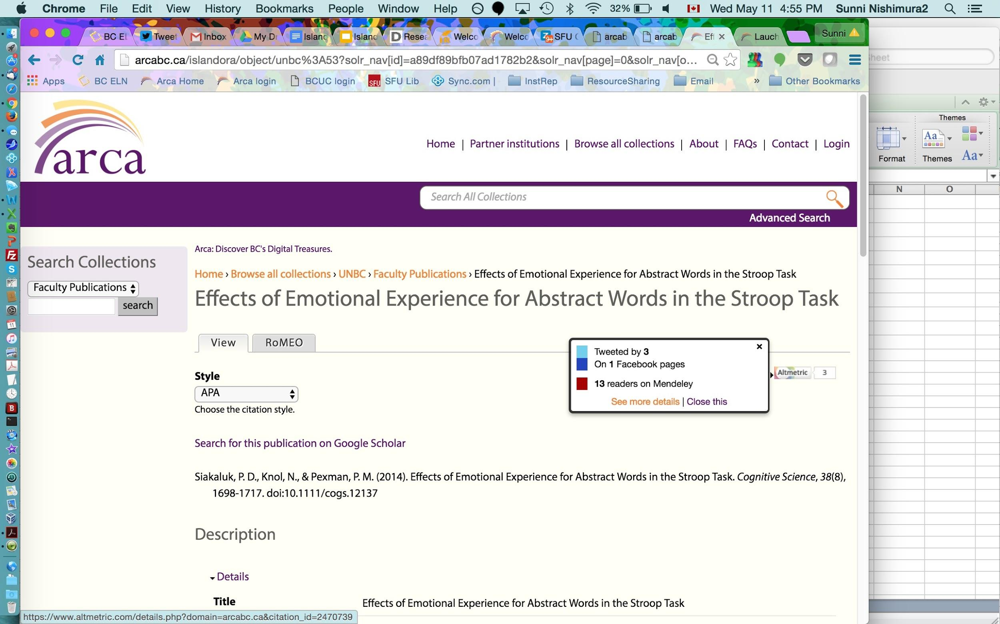 Chrome File Edit View History Bookmarks People Window Help 32% Wed May 11 4:55 PM Sunni Nishimura2
BC El Tweet Inbox My Dr Islanc Islanc Resea Welco Welco SFU ( arcab arcab Eff Lauch Sunni
arcabc.ca/islandora/object/unbc%3A53?solr_nav[id]=a89df89bfb07ad1782b2&solr_nav[page]=0&solr_nav[o...
Apps BC ELN Arca Home Arca login BCUC login SFU SFU Lib Sync.com | InstRep ResourceSharing Email » Other Bookmarks
arca
Home | Partner institutions | Browse all collections | About | FAQs | Contact | Login
Search All Collections
Advanced Search
Search Collections
Faculty Publications
search
Arca: Discover BC's Digital Treasures.
Home › Browse all collections › UNBC › Faculty Publications › Effects of Emotional Experience for Abstract Words in the Stroop Task
Effects of Emotional Experience for Abstract Words in the Stroop Task
View RoMEO
Tweeted by 3
On 1 Facebook pages
13 readers on Mendeley
See more details | Close this
Altmetric 3
Style
APA
Choose the citation style.
Search for this publication on Google Scholar
Siakaluk, P. D., Knol, N., & Pexman, P. M. (2014). Effects of Emotional Experience for Abstract Words in the Stroop Task. Cognitive Science, 38(8),
1698-1717. doi:10.1111/cogs.12137
Description
Details
Title Effects of Emotional Experience for Abstract Words in the Stroop Task
https://www.altmetric.com/details.php?domain=arcabc.ca&citation_id=2470739
heet
Themes
Aa
Format Themes Aa
N O